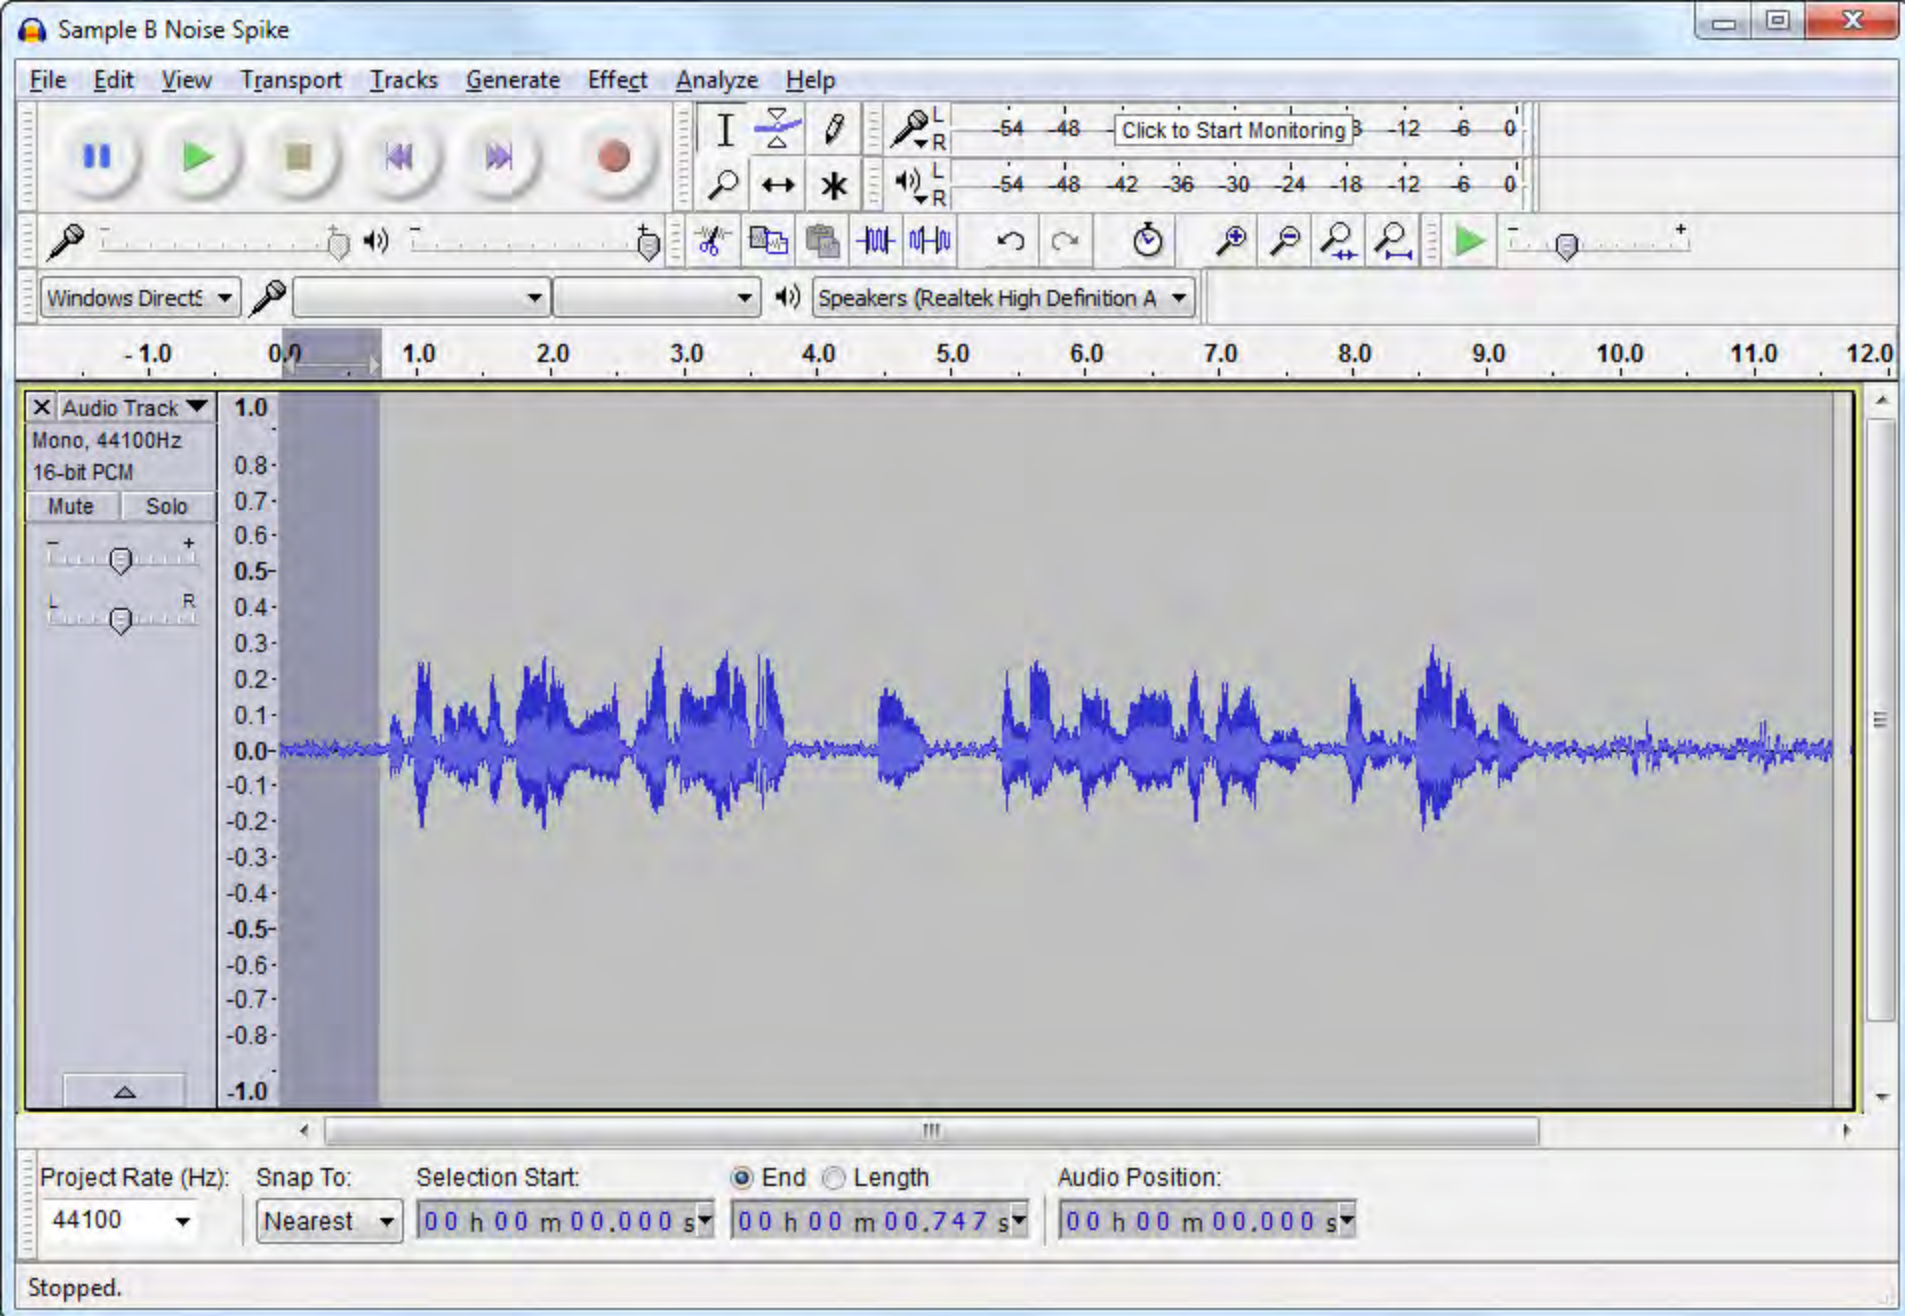 Sample B Noise Spike
File Edit View Transport Tracks Generate Effect Analyze Help
L
R
-54 -48 Click to Start Monitoring -12 -6 0
L
R
-54 -48 -42 -36 -30 -24 -18 -12 -6 0
- +
- +
- +
Windows DirectS
Speakers (Realtek High Definition A
- 1.0 0.0 1.0 2.0 3.0 4.0 5.0 6.0 7.0 8.0 9.0 10.0 11.0 12.0
X Audio Track
Mono, 44100Hz
16-bit PCM
Mute Solo
- +
L R
1.0
0.8
0.7
0.6
0.5
0.4
0.3
0.2
0.1
0.0
-0.1
-0.2
-0.3
-0.4
-0.5
-0.6
-0.7
-0.8
-1.0
Project Rate (Hz): Snap To: Selection Start: End Length Audio Position:
44100 Nearest 00 h 00 m 00.000 s 00 h 00 m 00.747 s 00 h 00 m 00.000 s
Stopped.